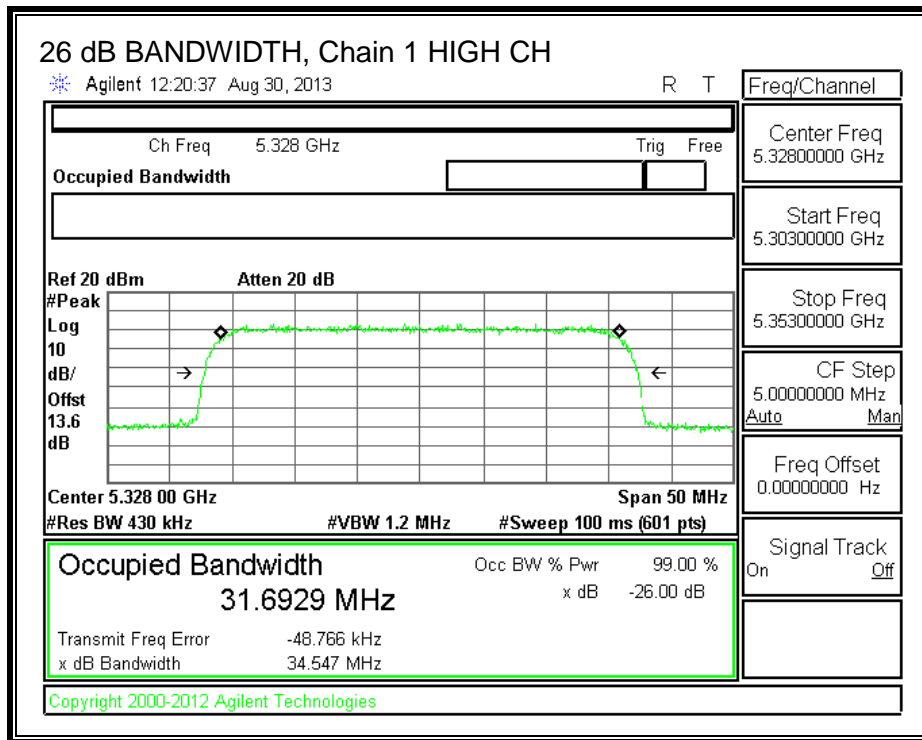 26 dB BANDWIDTH, Chain 1 HIGH CH
Agilent 12:20:37 Aug 30, 2013 R T
Freq/Channel
Ch Freq 5.328 GHz Trig Free
Occupied Bandwidth
Center Freq
5.32800000 GHz
Start Freq
5.30300000 GHz
Stop Freq
5.35300000 GHz
CF Step
5.00000000 MHz
Auto Man
Freq Offset
0.00000000 Hz
Signal Track
On Off
Ref 20 dBm Atten 20 dB
#Peak
Log
10
dB/
Offst
13.6
dB
Center 5.328 00 GHz Span 50 MHz
#Res BW 430 kHz #VBW 1.2 MHz #Sweep 100 ms (601 pts)
Occupied Bandwidth Occ BW % Pwr 99.00 %
31.6929 MHz x dB -26.00 dB
Transmit Freq Error -48.766 kHz
x dB Bandwidth 34.547 MHz
Copyright 2000-2012 Agilent Technologies